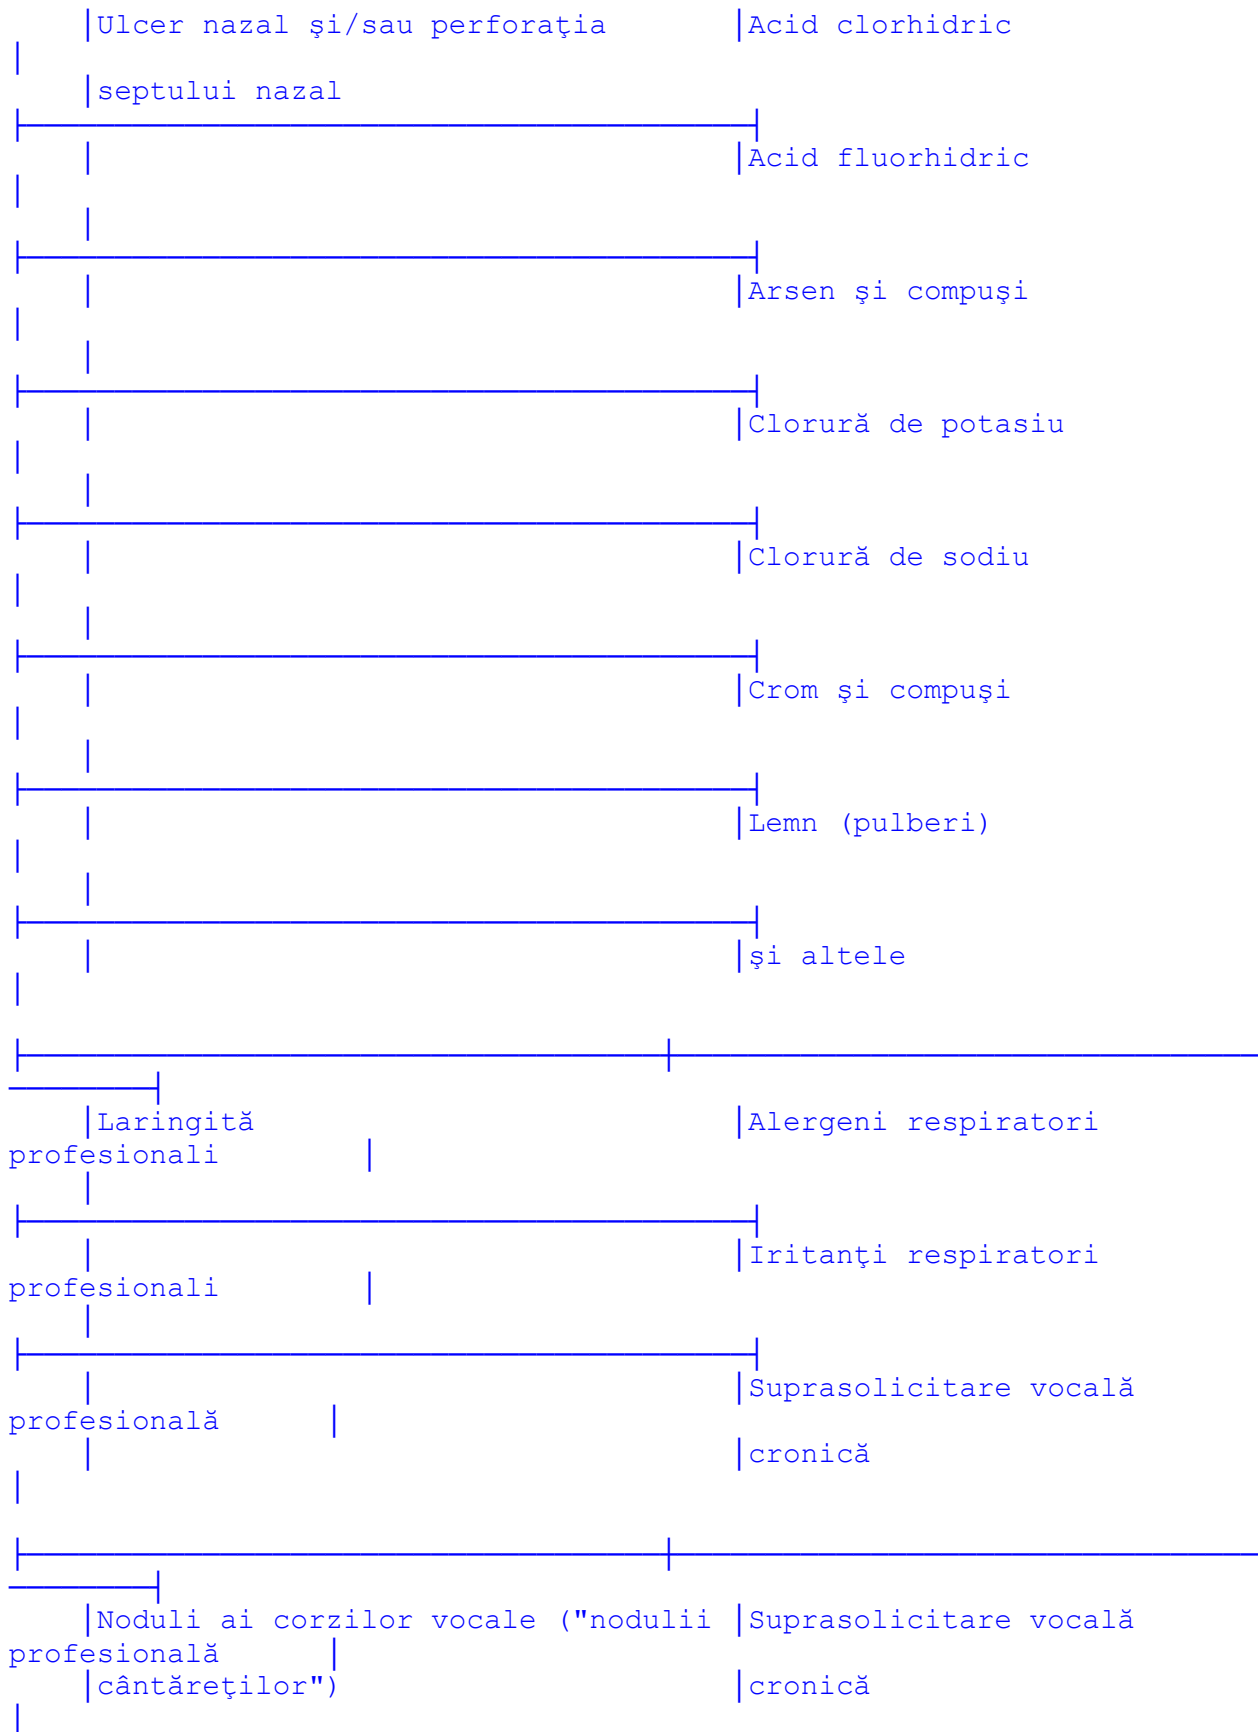 Ulcer nazal şi/sau perforaţia Acid clorhidric
septului nazal
Acid fluorhidric
Arsen şi compuşi
Clorură de potasiu
Clorură de sodiu
Crom şi compuşi
Lemn (pulberi)
şi altele
Laringită Alergeni respiratori
profesionali
Iritanţi respiratori
profesionali
Suprasolicitare vocală
profesională
cronică
Noduli ai corzilor vocale ("nodulii Suprasolicitare vocală
profesională
cântăreţilor") cronică